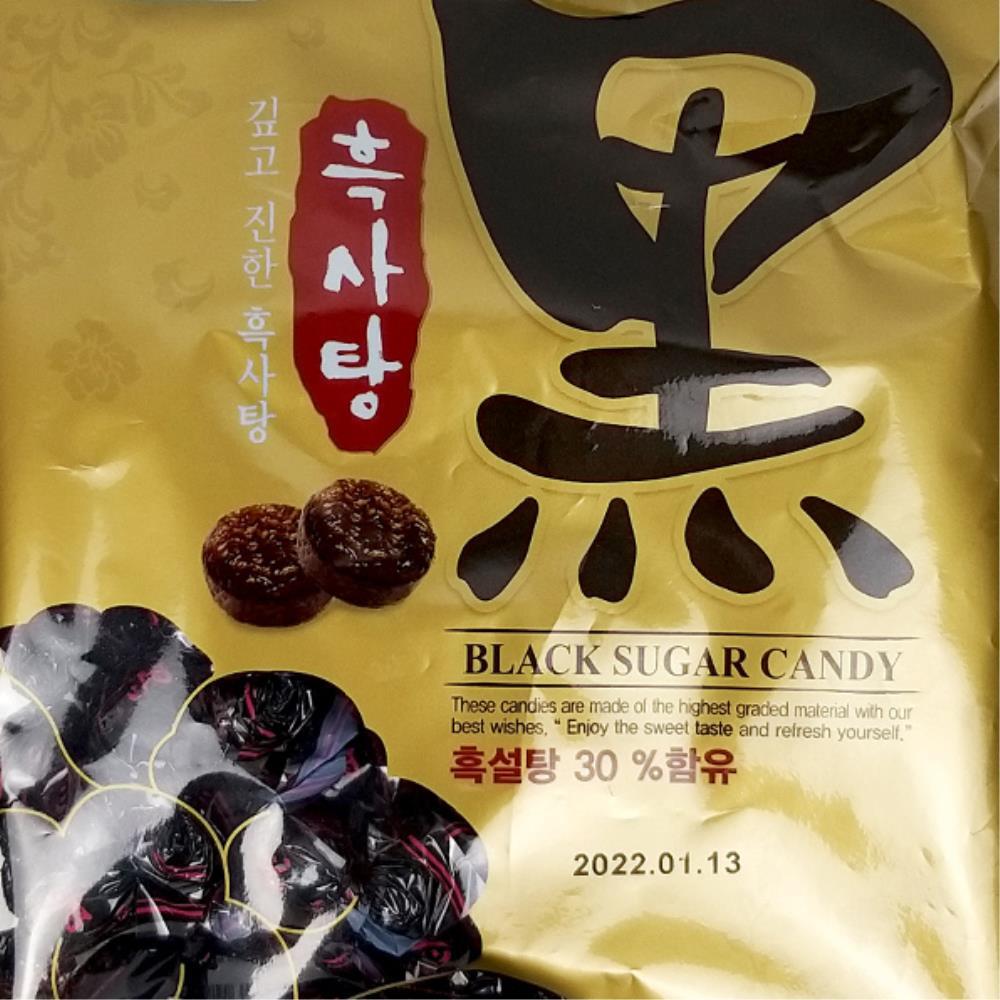 黒
흑사탕
깊고 진한 흑사탕
BLACK SUGAR CANDY
These candies are made of the highest graded material with our
best wishes, “ Enjoy the sweet taste and refresh yourself.”
흑설탕 30 %함유
2022.01.13